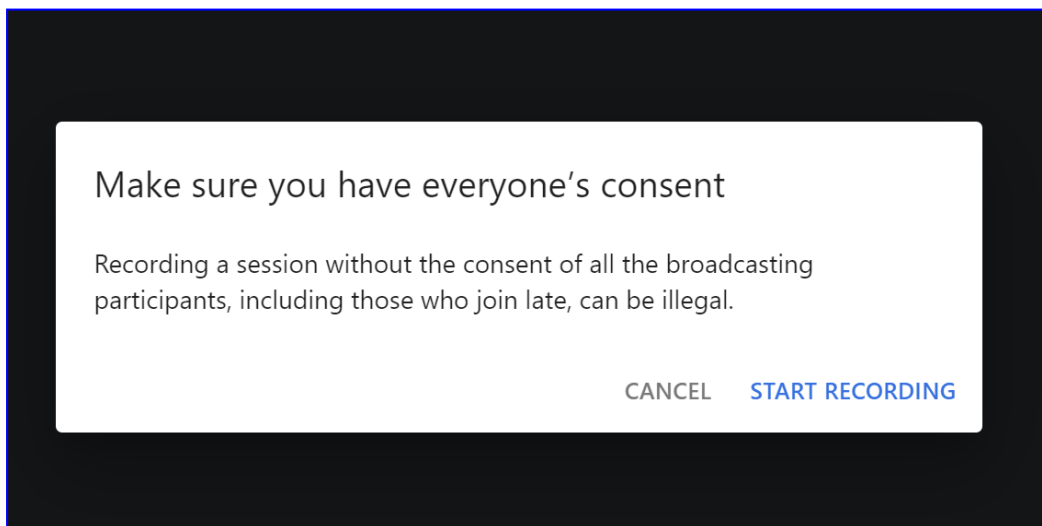 Make sure you have everyone’s consent
Recording a session without the consent of all the broadcasting
participants, including those who join late, can be illegal.
CANCEL START RECORDING